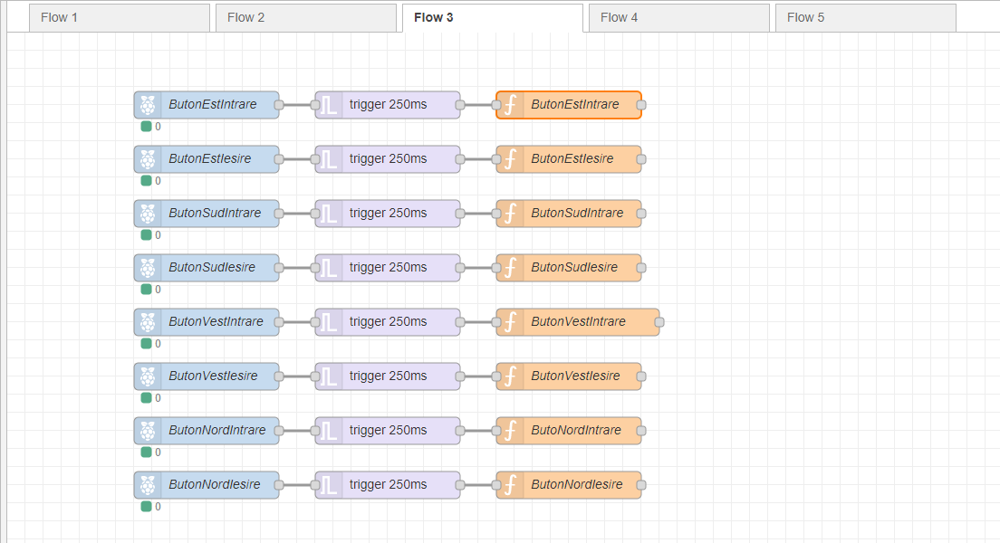 Flow 1 Flow 2 Flow 3 Flow 4 Flow 5
ButonEstIntrare trigger 250ms ButonEstIntrare
0
ButonEstIesire trigger 250ms ButonEstIesire
0
ButonSudIntrare trigger 250ms ButonSudIntrare
0
ButonSudIesire trigger 250ms ButonSudIesire
0
ButonVestIntrare trigger 250ms ButonVestIntrare
0
ButonVestIesire trigger 250ms ButonVestIesire
0
ButonNordIntrare trigger 250ms ButoNordIntrare
0
ButonNordIesire trigger 250ms ButonNordIesire
0